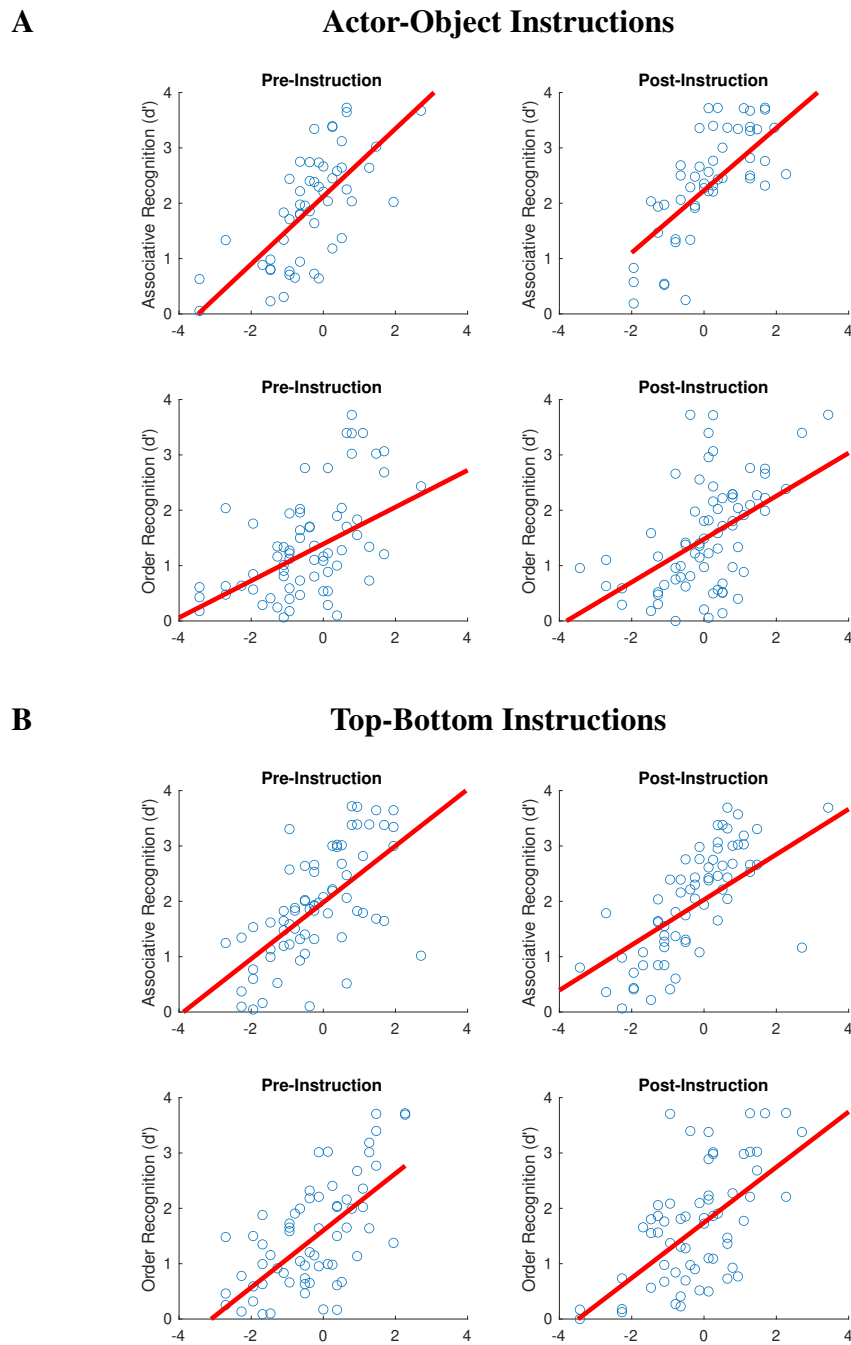 A
Actor-Object Instructions
Pre-Instruction
Associative Recognition (d')
4
3
2
1
0
-4 -2 0 2 4
Post-Instruction
Associative Recognition (d')
4
3
2
1
0
-4 -2 0 2 4
Pre-Instruction
Order Recognition (d')
4
3
2
1
0
-4 -2 0 2 4
Post-Instruction
Order Recognition (d')
4
3
2
1
0
-4 -2 0 2 4
B
Top-Bottom Instructions
Pre-Instruction
Associative Recognition (d')
4
3
2
1
0
-4 -2 0 2 4
Post-Instruction
Associative Recognition (d')
4
3
2
1
0
-4 -2 0 2 4
Pre-Instruction
Order Recognition (d')
4
3
2
1
0
-4 -2 0 2 4
Post-Instruction
Order Recognition (d')
4
3
2
1
0
-4 -2 0 2 4